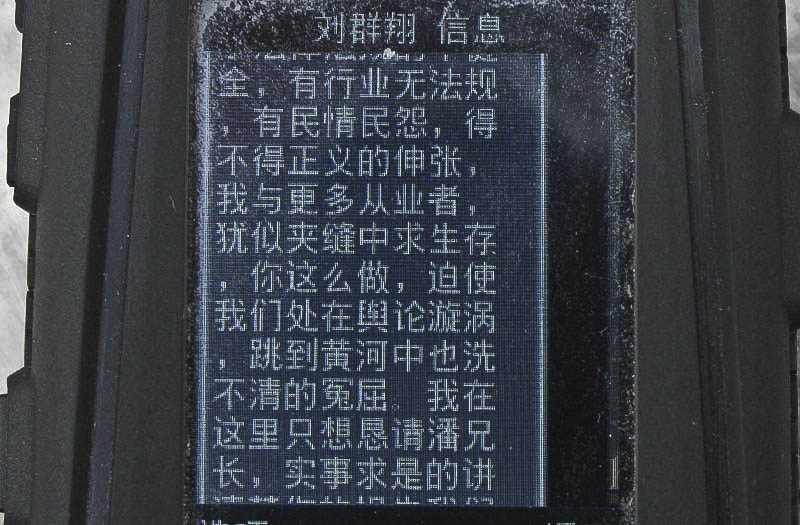 刘群翔 信息
全，有行业无法规
，有民情民怨，得
不得正义的伸张，
我与更多从业者，
犹似夹缝中求生存
，你这么做，迫使
我们处在舆论漩涡
，跳到黄河中也洗
不清的冤屈。我在
这里只想恳请潘兄
长，实事求是的讲